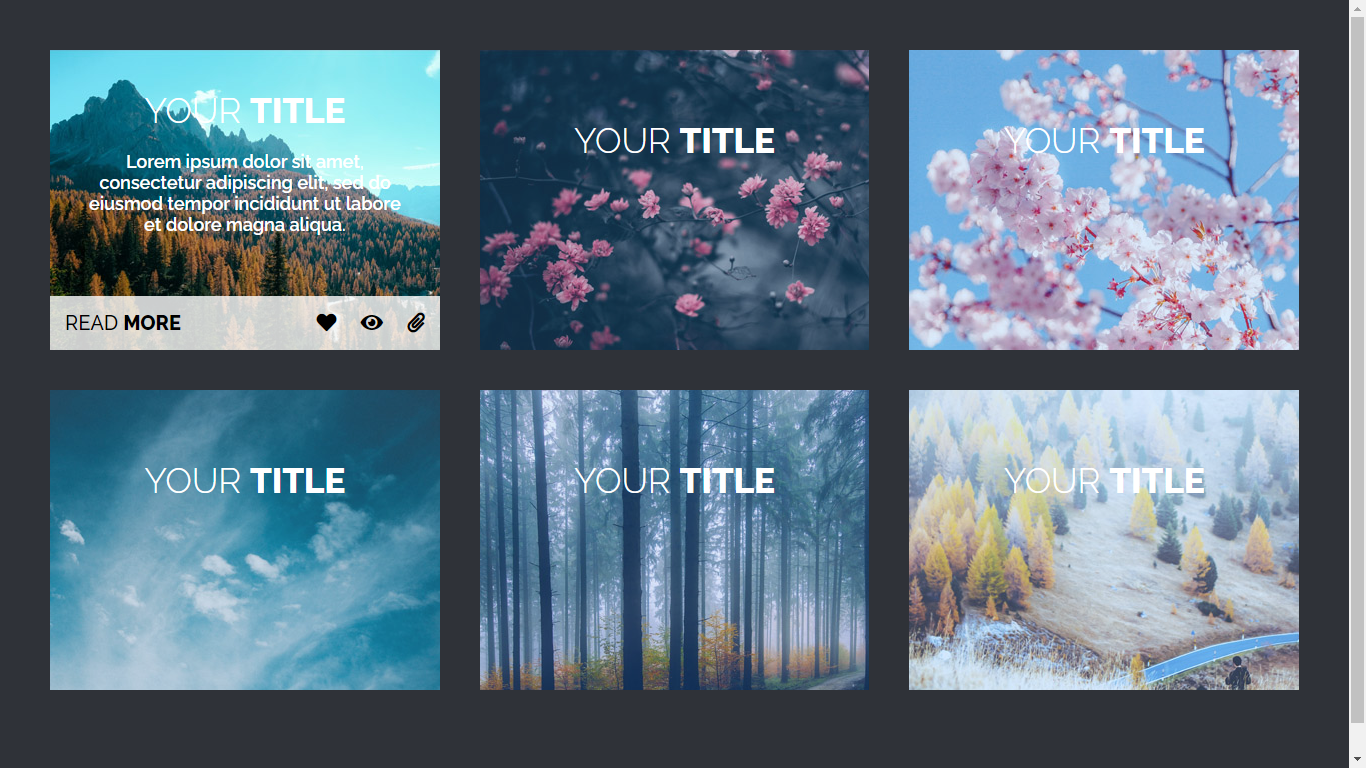 YOUR TITLE
Lorem ipsum dolor sit amet,
consectetur adipiscing elit, sed do
eiusmod tempor incididunt ut labore
et dolore magna aliqua.
READ MORE
YOUR TITLE
YOUR TITLE
YOUR TITLE
YOUR TITLE
YOUR TITLE